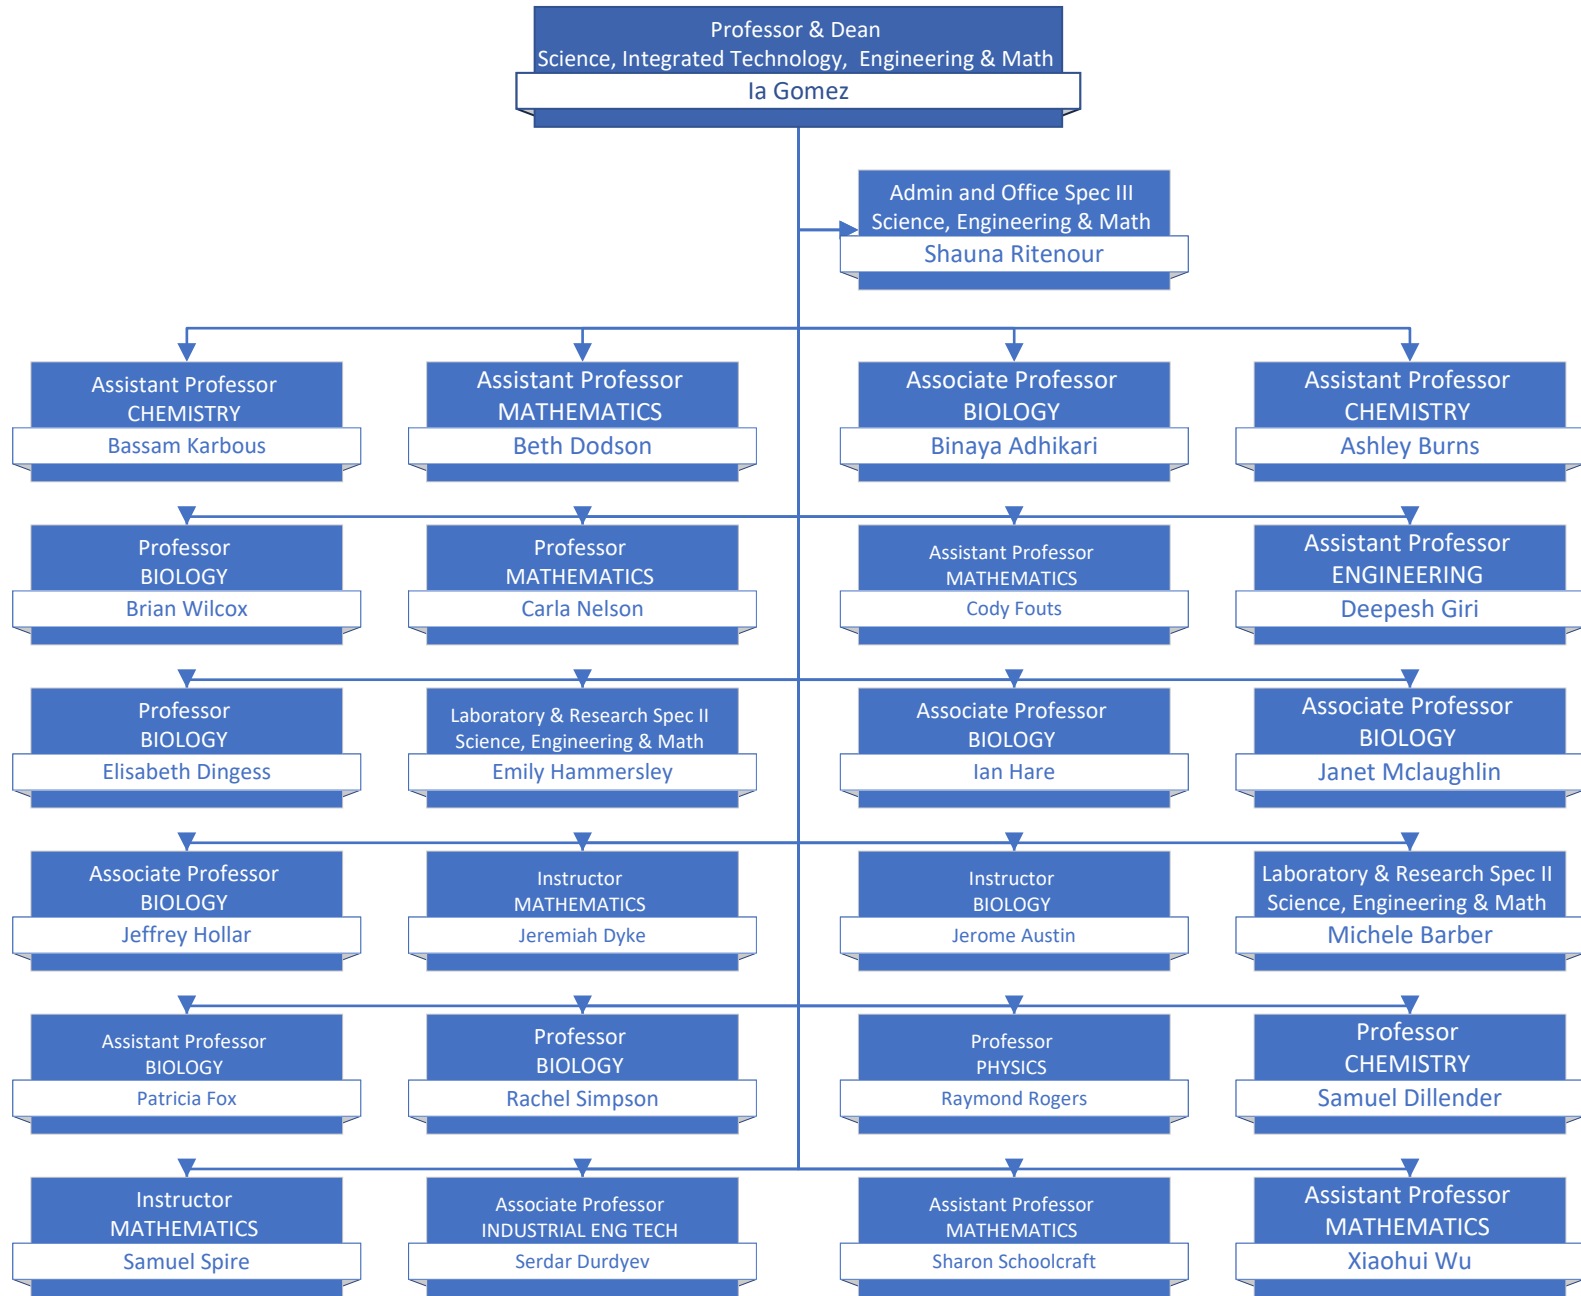 Professor & Dean
Science, Integrated Technology, Engineering & Math
Ia Gomez
Admin and Office Spec III
Science, Engineering & Math
Shauna Ritenour
Assistant Professor
CHEMISTRY
Bassam Karbous
Assistant Professor
MATHEMATICS
Beth Dodson
Associate Professor
BIOLOGY
Binaya Adhikari
Assistant Professor
CHEMISTRY
Ashley Burns
Professor
BIOLOGY
Brian Wilcox
Professor
MATHEMATICS
Carla Nelson
Assistant Professor
MATHEMATICS
Cody Fouts
Assistant Professor
ENGINEERING
Deepesh Giri
Professor
BIOLOGY
Elisabeth Dingess
Laboratory & Research Spec II
Science, Engineering & Math
Emily Hammersley
Associate Professor
BIOLOGY
Ian Hare
Associate Professor
BIOLOGY
Janet Mclaughlin
Associate Professor
BIOLOGY
Jeffrey Hollar
Instructor
MATHEMATICS
Jeremiah Dyke
Instructor
BIOLOGY
Jerome Austin
Laboratory & Research Spec II
Science, Engineering & Math
Michele Barber
Assistant Professor
BIOLOGY
Patricia Fox
Professor
BIOLOGY
Rachel Simpson
Professor
PHYSICS
Raymond Rogers
Professor
CHEMISTRY
Samuel Dillender
Instructor
MATHEMATICS
Samuel Spire
Associate Professor
INDUSTRIAL ENG TECH
Serdar Durdyev
Assistant Professor
MATHEMATICS
Sharon Schoolcraft
Assistant Professor
MATHEMATICS
Xiaohui Wu